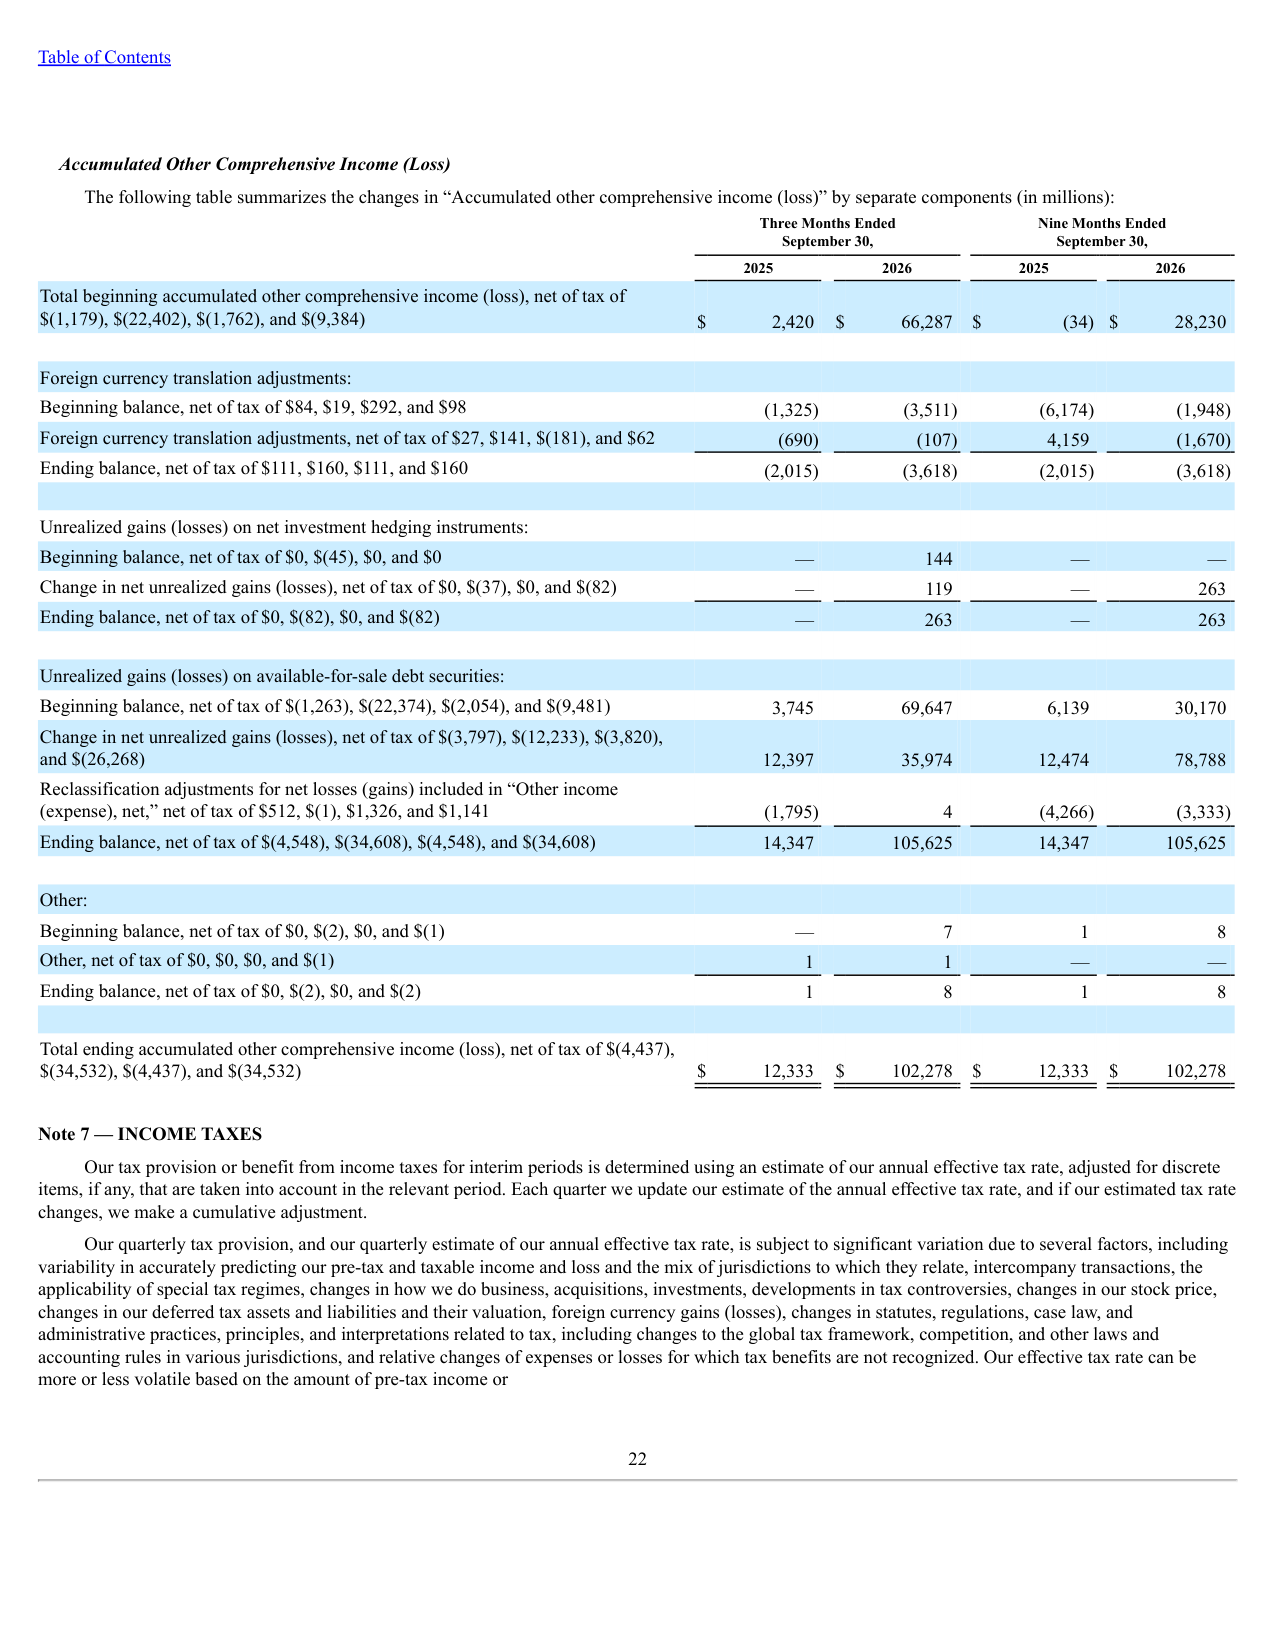 Table of Contents
Accumulated Other Comprehensive Income (Loss)
The following table summarizes the changes in “Accumulated other comprehensive income (loss)” by separate components (in millions):
Three Months Ended Nine Months Ended
September 30, September 30,
2025 2026 2025 2026
Total beginning accumulated other comprehensive income (loss), net of tax of
$(1,179), $(22,402), $(1,762), and $(9,384) $ 2,420 $ 66,287 $ (34) $ 28,230
Foreign currency translation adjustments:
Beginning balance, net of tax of $84, $19, $292, and $98 (1,325) (3,511) (6,174) (1,948)
Foreign currency translation adjustments, net of tax of $27, $141, $(181), and $62 (690) (107) 4,159 (1,670)
Ending balance, net of tax of $111, $160, $111, and $160 (2,015) (3,618) (2,015) (3,618)
Unrealized gains (losses) on net investment hedging instruments:
Beginning balance, net of tax of $0, $(45), $0, and $0 — 144 — —
Change in net unrealized gains (losses), net of tax of $0, $(37), $0, and $(82) — 119 — 263
Ending balance, net of tax of $0, $(82), $0, and $(82) — 263 — 263
Unrealized gains (losses) on available-for-sale debt securities:
Beginning balance, net of tax of $(1,263), $(22,374), $(2,054), and $(9,481) 3,745 69,647 6,139 30,170
Change in net unrealized gains (losses), net of tax of $(3,797), $(12,233), $(3,820),
and $(26,268) 12,397 35,974 12,474 78,788
Reclassification adjustments for net losses (gains) included in “Other income
(expense), net,” net of tax of $512, $(1), $1,326, and $1,141 (1,795) 4 (4,266) (3,333)
Ending balance, net of tax of $(4,548), $(34,608), $(4,548), and $(34,608) 14,347 105,625 14,347 105,625
Other:
Beginning balance, net of tax of $0, $(2), $0, and $(1) — 7 1 8
Other, net of tax of $0, $0, $0, and $(1) 1 1 — —
Ending balance, net of tax of $0, $(2), $0, and $(2) 1 8 1 8
Total ending accumulated other comprehensive income (loss), net of tax of $(4,437),
$(34,532), $(4,437), and $(34,532) $ 12,333 $ 102,278 $ 12,333 $ 102,278
Note 7 — INCOME TAXES
Our tax provision or benefit from income taxes for interim periods is determined using an estimate of our annual effective tax rate, adjusted for discrete
items, if any, that are taken into account in the relevant period. Each quarter we update our estimate of the annual effective tax rate, and if our estimated tax rate
changes, we make a cumulative adjustment.
Our quarterly tax provision, and our quarterly estimate of our annual effective tax rate, is subject to significant variation due to several factors, including
variability in accurately predicting our pre-tax and taxable income and loss and the mix of jurisdictions to which they relate, intercompany transactions, the
applicability of special tax regimes, changes in how we do business, acquisitions, investments, developments in tax controversies, changes in our stock price,
changes in our deferred tax assets and liabilities and their valuation, foreign currency gains (losses), changes in statutes, regulations, case law, and
administrative practices, principles, and interpretations related to tax, including changes to the global tax framework, competition, and other laws and
accounting rules in various jurisdictions, and relative changes of expenses or losses for which tax benefits are not recognized. Our effective tax rate can be
more or less volatile based on the amount of pre-tax income or
22